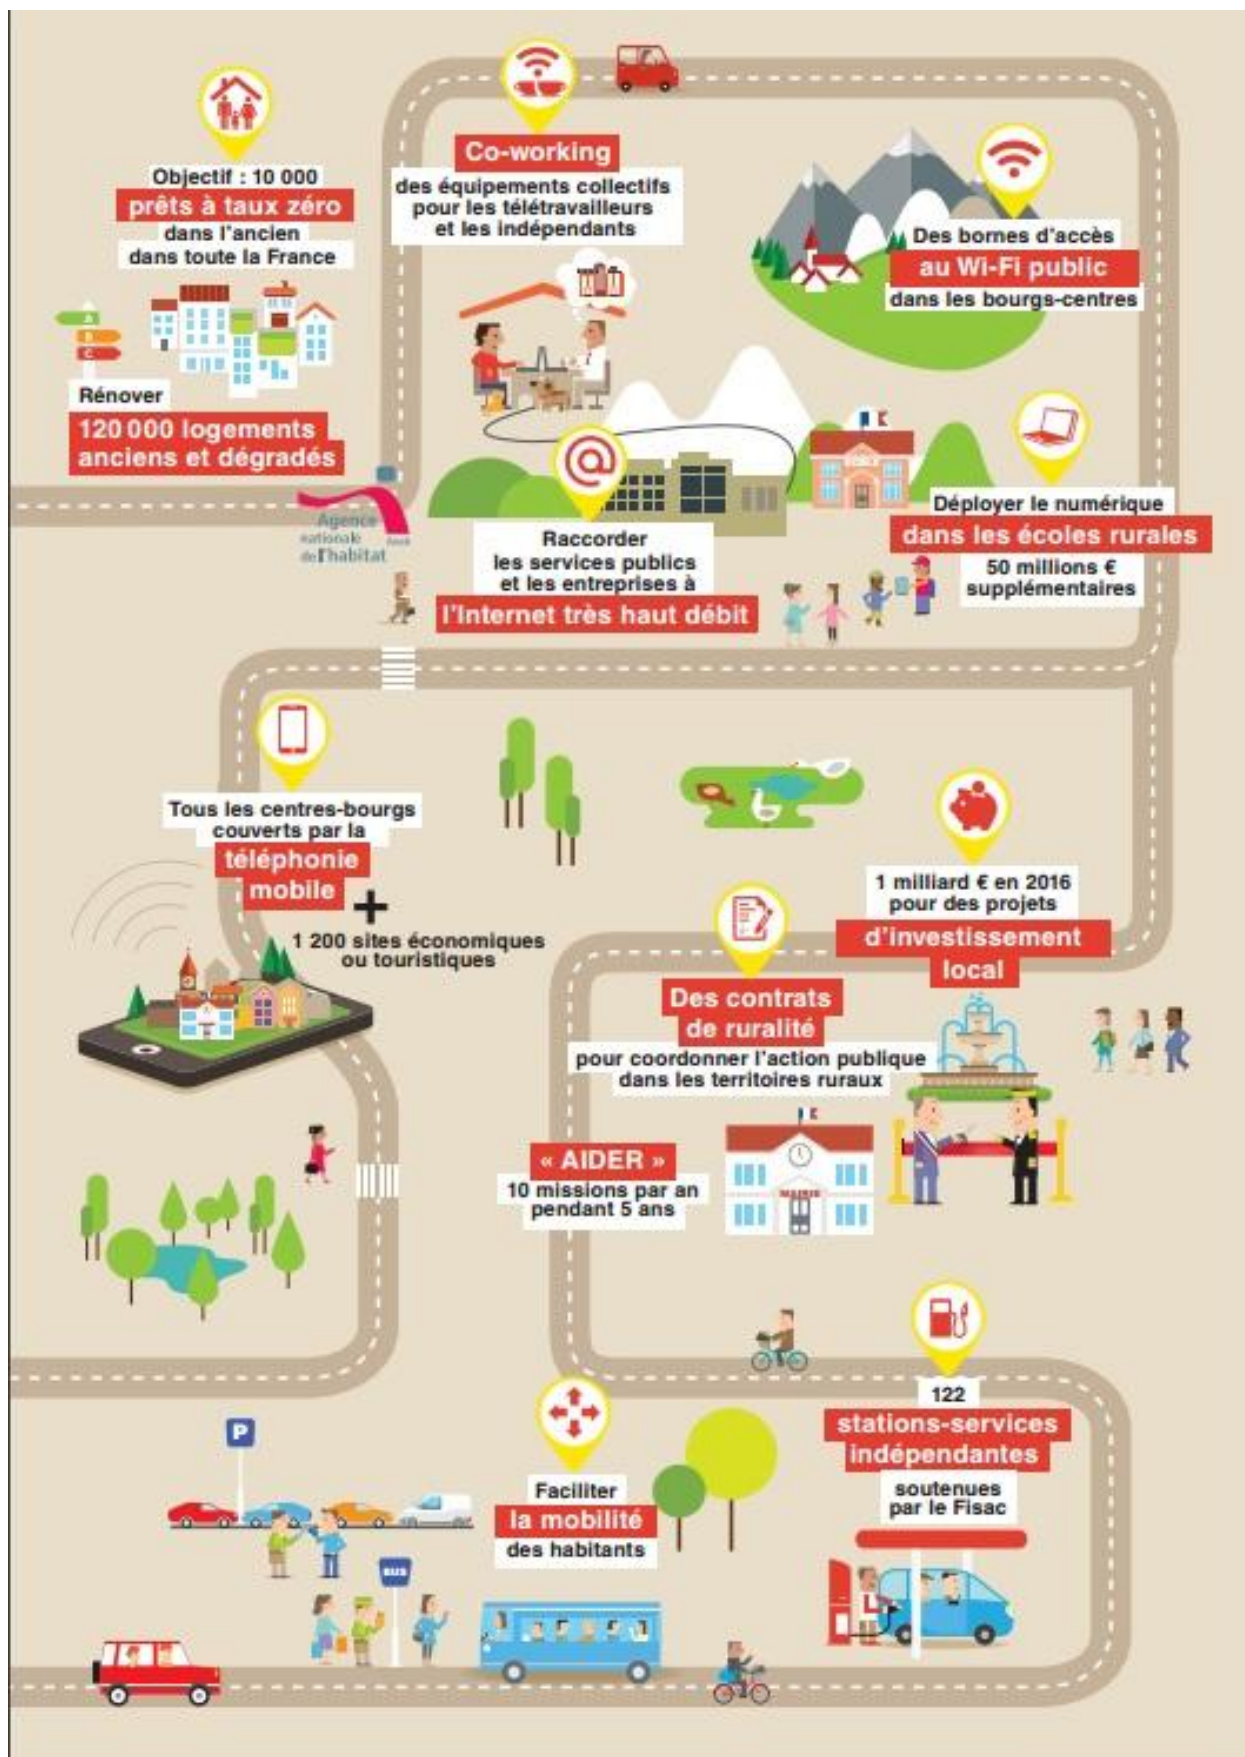 Objectif : 10 000
prêts à taux zéro
dans l'ancien
dans toute la France
A
B
C
Rénover
120 000 logements
anciens et dégradés
Agence
nationale
de l'habitat
Anah
Co-working
des équipements collectifs
pour les télétravailleurs
et les indépendants
Des bornes d'accès
au Wi-Fi public
dans les bourgs-centres
@
Raccorder
les services publics
et les entreprises à
l'Internet très haut débit
Déployer le numérique
dans les écoles rurales
50 millions €
supplémentaires
Tous les centres-bourgs
couverts par la
téléphonie
mobile
+
1 200 sites économiques
ou touristiques
1 milliard € en 2016
pour des projets
d'investissement
local
Des contrats
de ruralité
pour coordonner l'action publique
dans les territoires ruraux
« AIDER »
10 missions par an
pendant 5 ans
MAIRIE
122
stations-services
indépendantes
soutenues
par le Fisac
Faciliter
la mobilité
des habitants
P
BUS